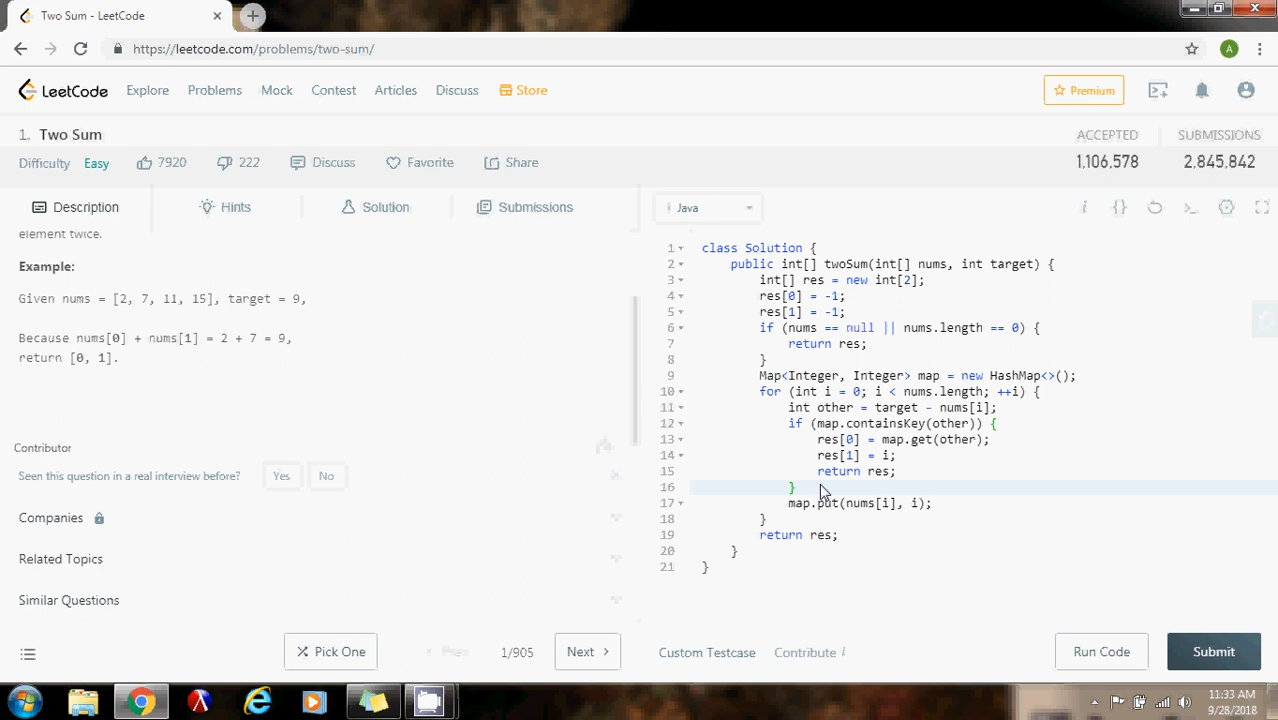 Two Sum - LeetCode
https://leetcode.com/problems/two-sum/
A
LeetCode
Explore
Problems
Mock
Contest
Articles
Discuss
Store
Premium
1. Two Sum
ACCEPTED
SUBMISSIONS
Difficulty
Easy
7920
222
Discuss
Favorite
Share
1,106,578
2,845,842
Description
Hints
Solution
Submissions
Java
element twice.
Example:
Given nums = [2, 7, 11, 15], target = 9,
Because nums[0] + nums[1] = 2 + 7 = 9,
return [0, 1].
Contributor
Seen this question in a real interview before?
Yes
No
Companies
Related Topics
Similar Questions
1 class Solution {
2 public int[] twoSum(int[] nums, int target) {
3 int[] res = new int[2];
4 res[0] = -1;
5 res[1] = -1;
6 if (nums == null || nums.length == 0) {
7 return res;
8 }
9 Map<Integer, Integer> map = new HashMap<>();
10 for (int i = 0; i < nums.length; ++i) {
11 int other = target - nums[i];
12 if (map.containsKey(other)) {
13 res[0] = map.get(other);
14 res[1] = i;
15 return res;
16 }
17 map.put(nums[i], i);
18 }
19 return res;
20 }
21 }
Pick One
Prev
1/905
Next
Custom Testcase
Contribute i
Run Code
Submit
11:33 AM
9/28/2018